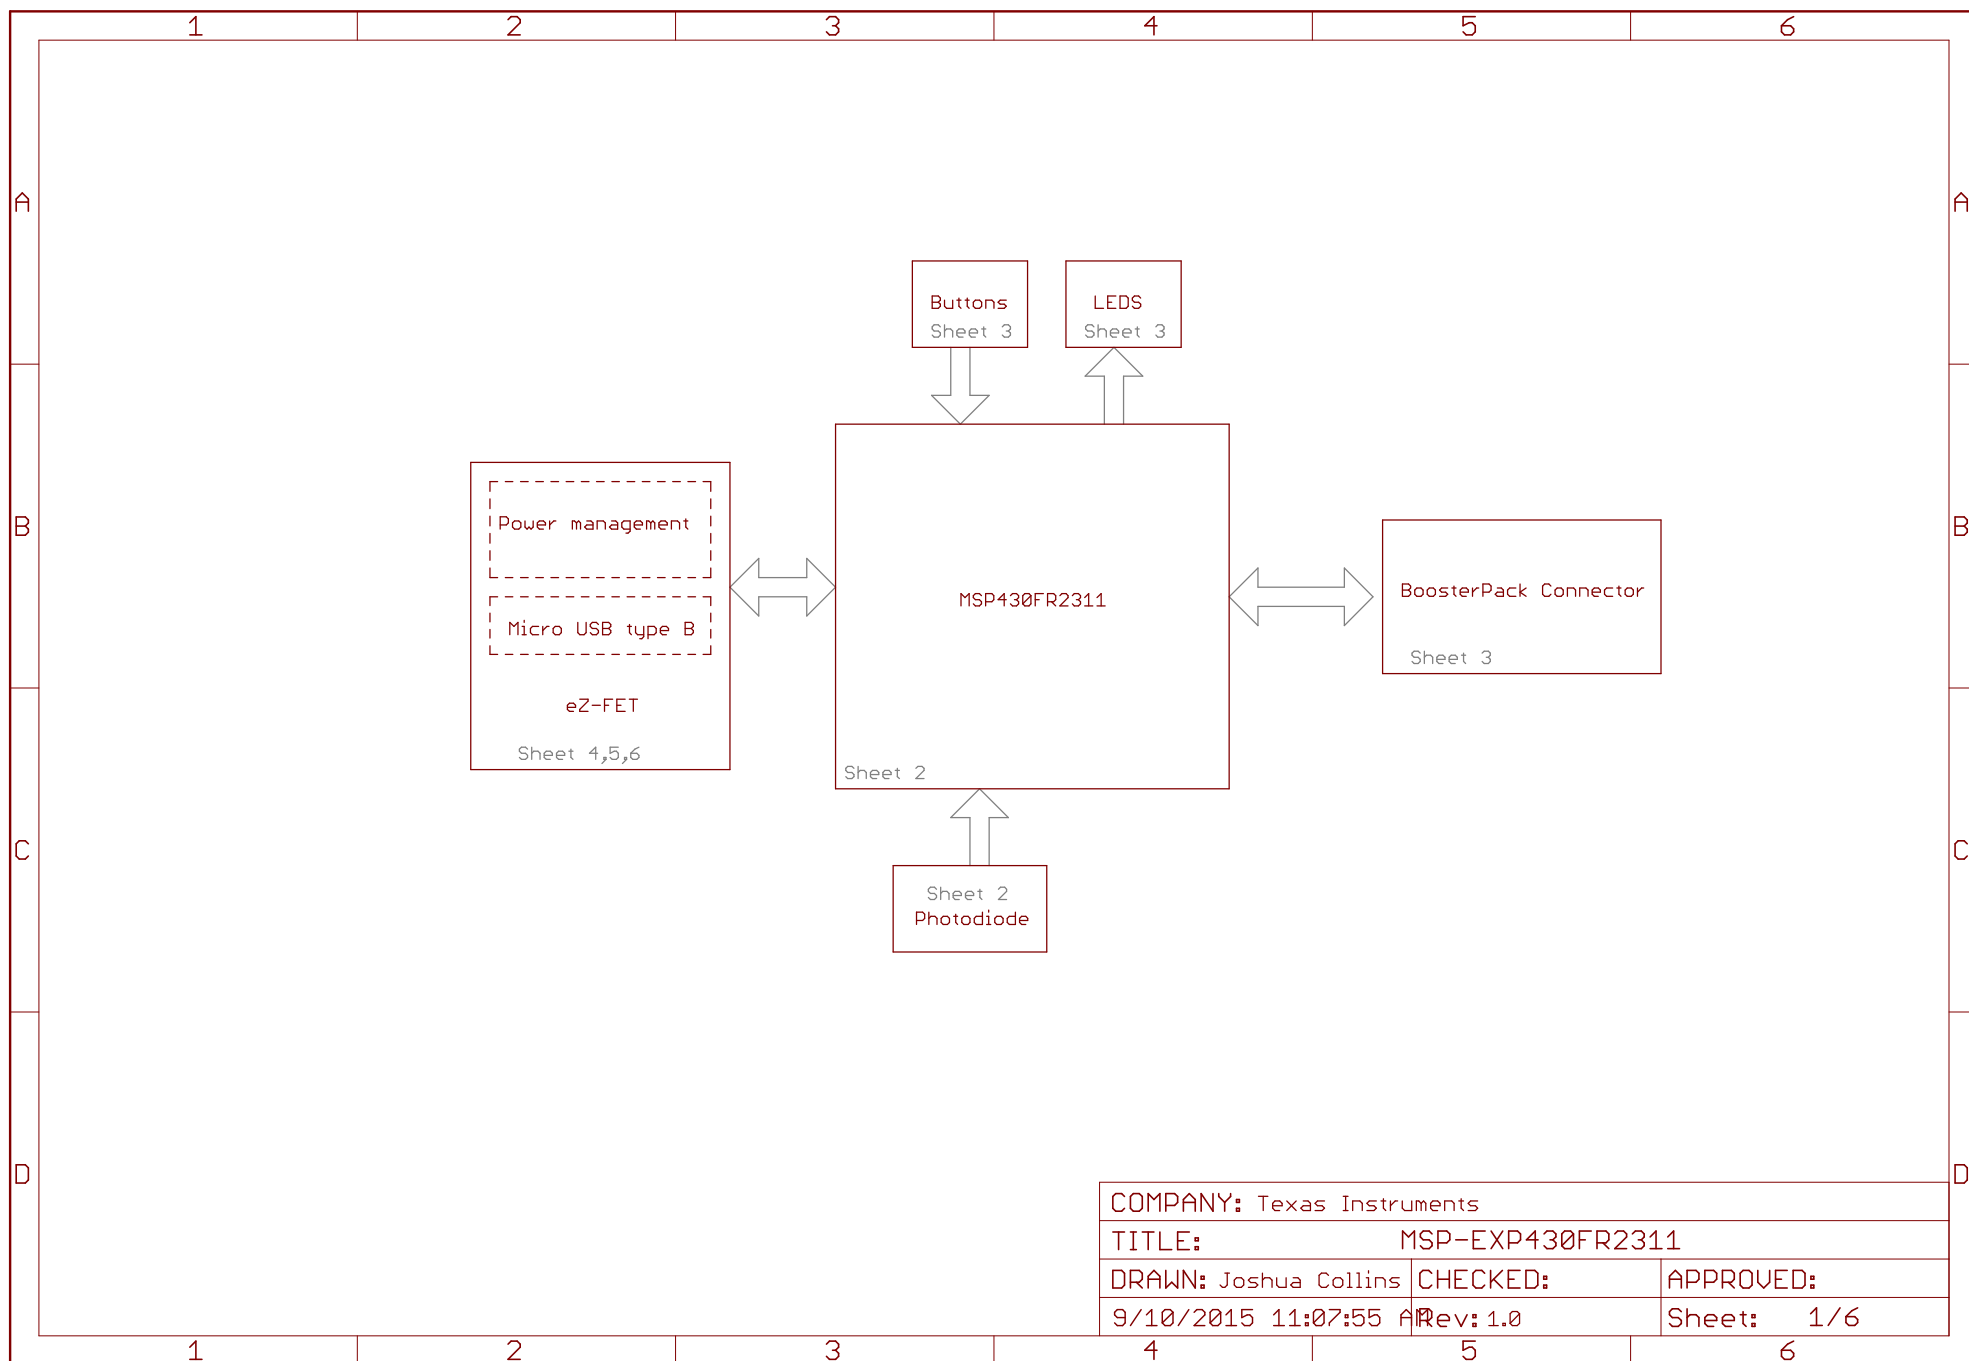 1 2 3 4 5 6
A A
Buttons
Sheet 3
LEDS
Sheet 3
B B
Power management
Micro USB type B
eZ-FET
Sheet 4,5,6
MSP430FR2311
Sheet 2
BoosterPack Connector
Sheet 3
C C
Sheet 2
Photodiode
D D
COMPANY: Texas Instruments
TITLE: MSP-EXP430FR2311
DRAWN: Joshua Collins CHECKED: APPROVED:
9/10/2015 11:07:55 AM Rev: 1.0 Sheet: 1/6
1 2 3 4 5 6